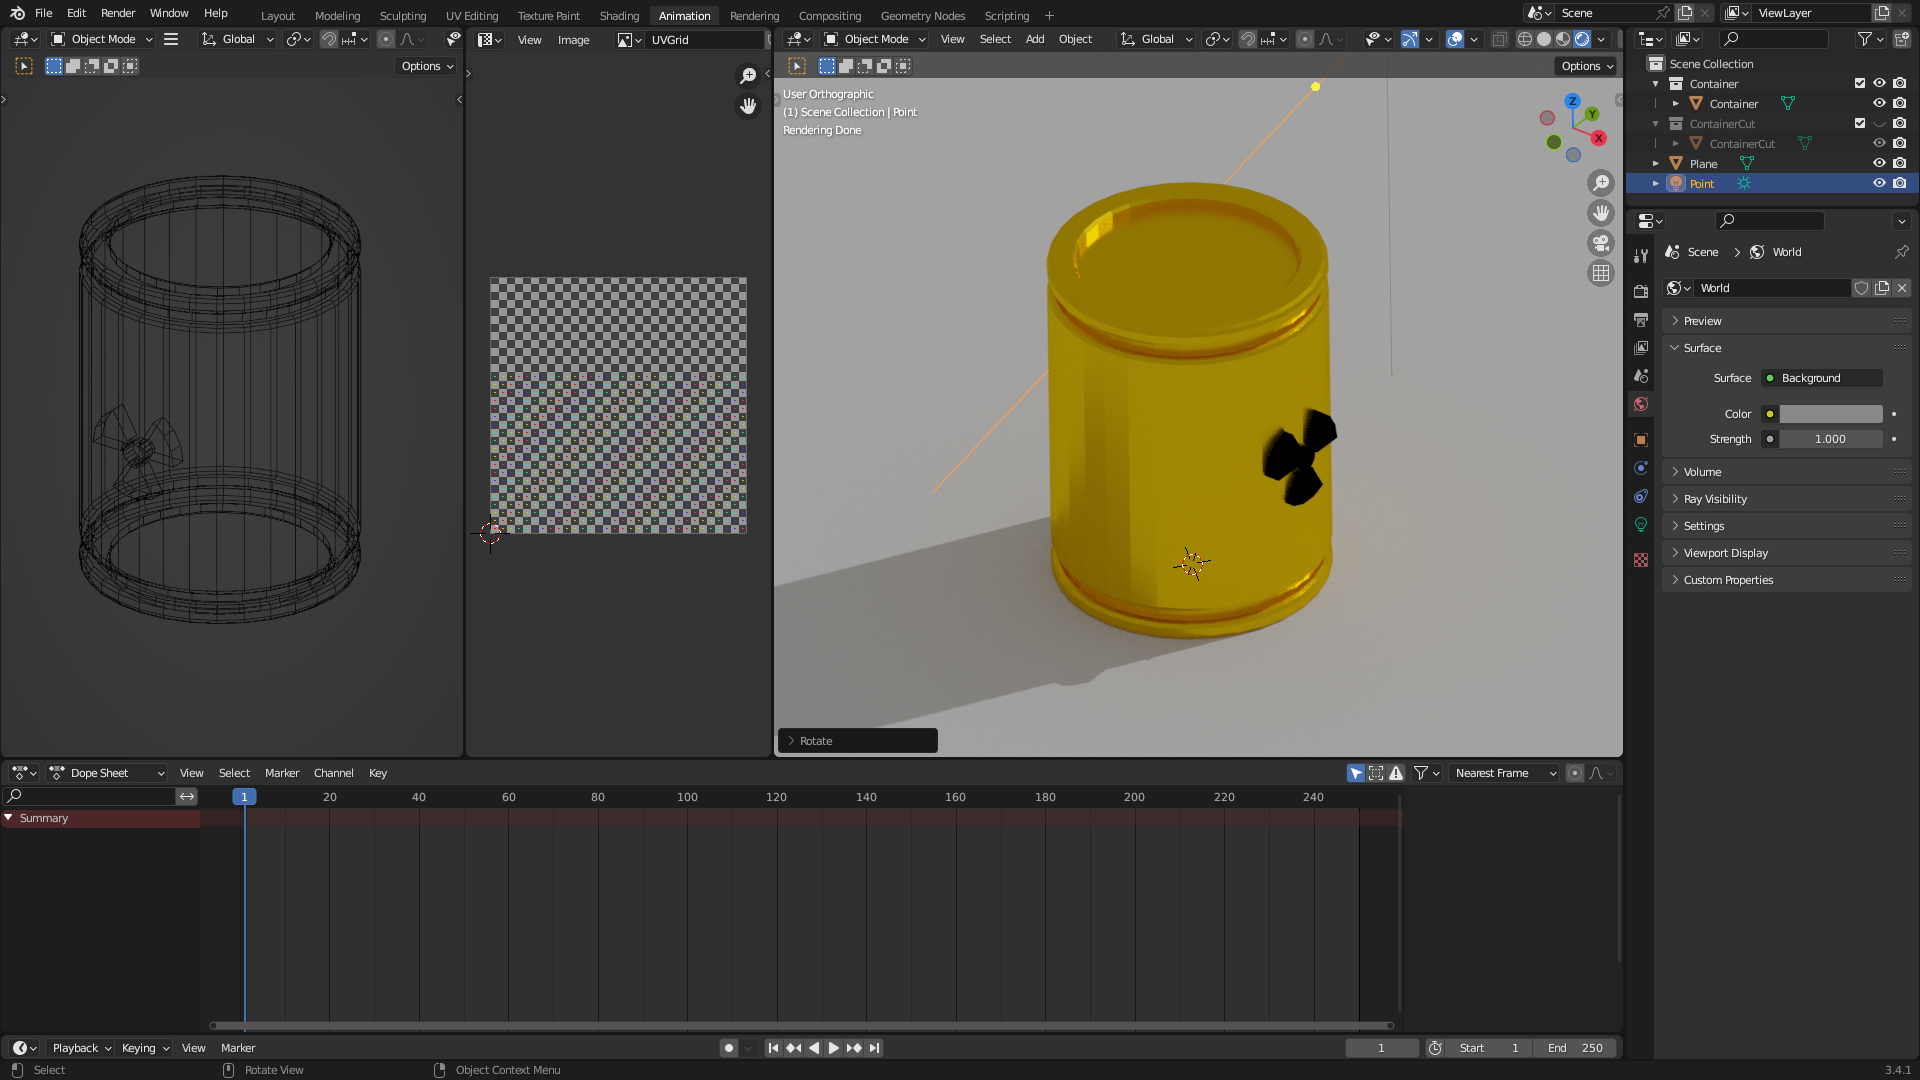 File Edit Render Window Help
Layout Modeling Sculpting UV Editing Texture Paint Shading Animation Rendering Compositing Geometry Nodes Scripting +
Scene
ViewLayer
Object Mode
Global
View Image
UVGrid
Object Mode
View Select Add Object
Global
Options
Options
User Orthographic
(1) Scene Collection | Point
Rendering Done
Z
Y
X
Rotate
Scene Collection
Container
Container
ContainerCut
ContainerCut
Plane
Point
Scene > World
World
Preview
Surface
Surface Background
Color
Strength 1.000
Volume
Ray Visibility
Settings
Viewport Display
Custom Properties
Dope Sheet
View Select Marker Channel Key
Nearest Frame
1 20 40 60 80 100 120 140 160 180 200 220 240
Summary
Playback Keying View Marker
1
Start 1
End 250
Select
Rotate View
Object Context Menu
3.4.1